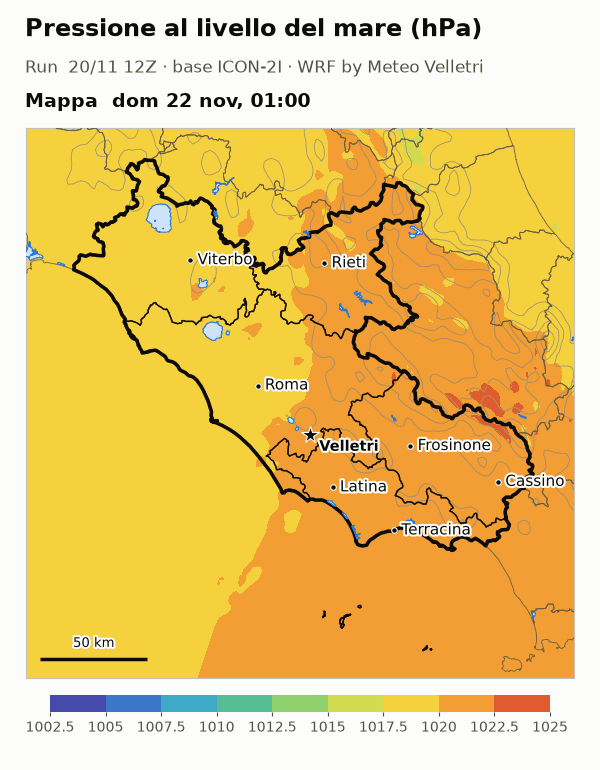 Pressione al livello del mare (hPa)
Run  20/11 12Z · base ICON-2I · WRF by Meteo Velletri
Mappa  dom 22 nov, 01:00
Viterbo
Rieti
Roma
Velletri
Frosinone
Latina
Cassino
Terracina
50 km
1002.5 1005 1007.5 1010 1012.5 1015 1017.5 1020 1022.5 1025